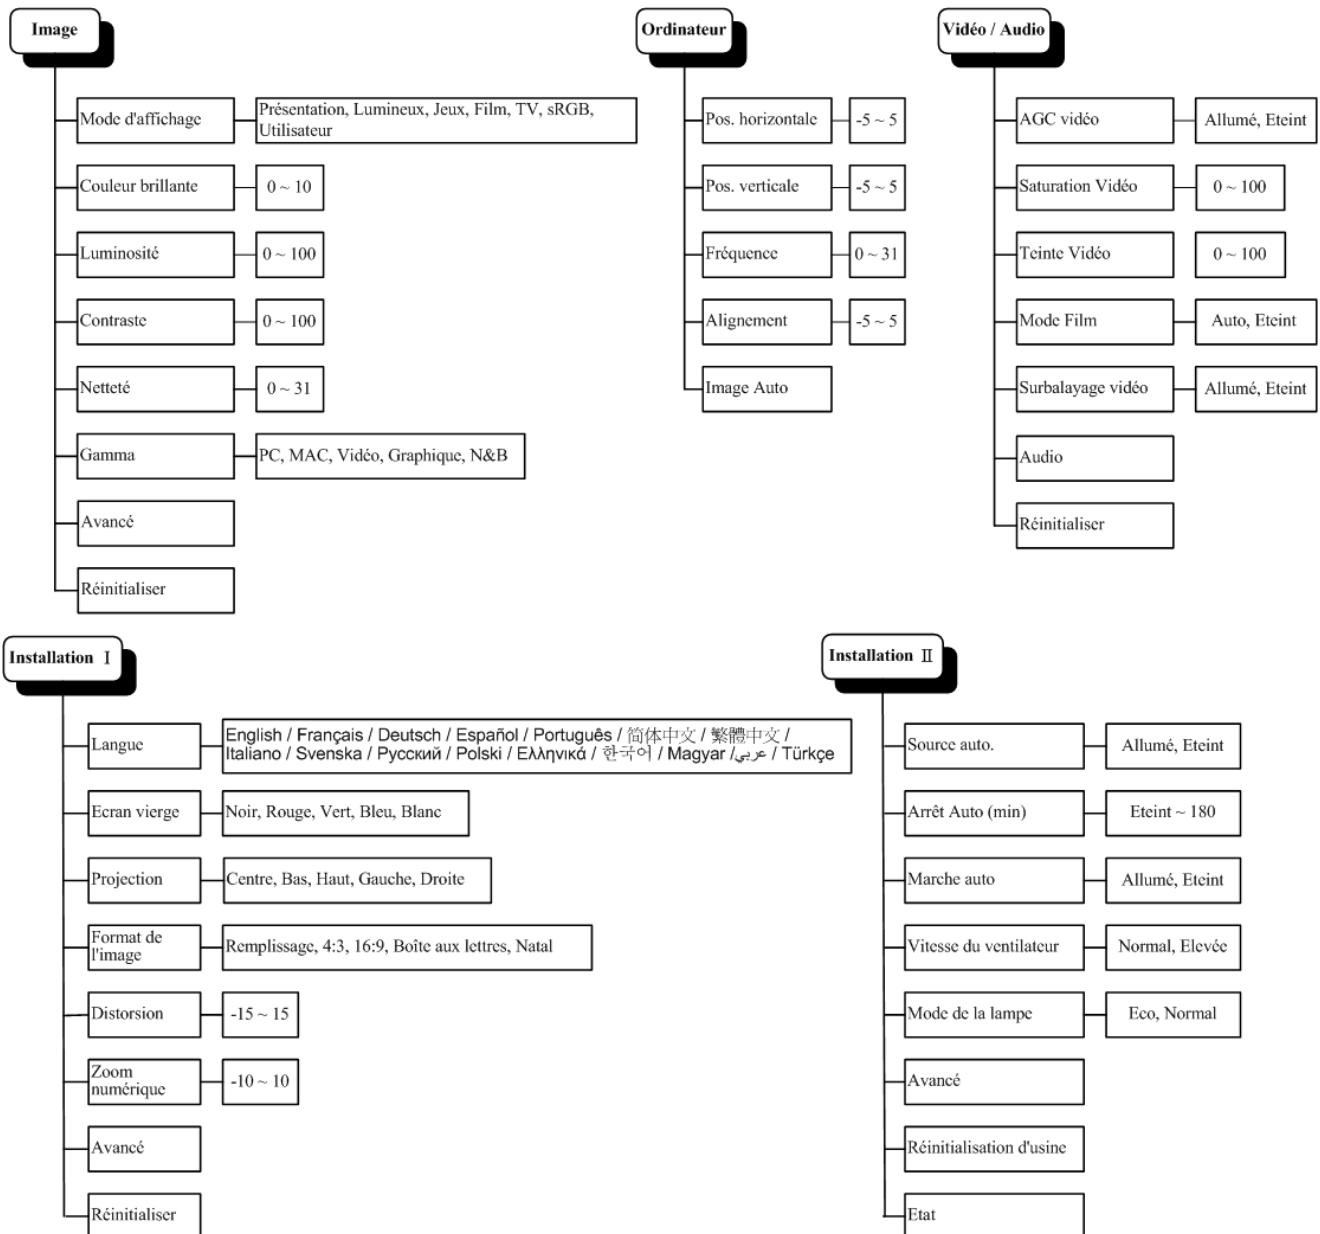 Image
Mode d'affichage
Présentation, Lumineux, Jeux, Film, TV, sRGB,
Utilisateur
Couleur brillante
0 ~ 10
Luminosité
0 ~ 100
Contraste
0 ~ 100
Netteté
0 ~ 31
Gamma
PC, MAC, Vidéo, Graphique, N&B
Avancé
Réinitialiser
Ordinateur
Pos. horizontale
-5 ~ 5
Pos. verticale
-5 ~ 5
Fréquence
0 ~ 31
Alignement
-5 ~ 5
Image Auto
Vidéo / Audio
AGC vidéo
Allumé, Eteint
Saturation Vidéo
0 ~ 100
Teinte Vidéo
0 ~ 100
Mode Film
Auto, Eteint
Surbalayage vidéo
Allumé, Eteint
Audio
Réinitialiser
Installation Ⅰ
Langue
English / Français / Deutsch / Español / Português / 简体中文 / 繁體中文 /
Italiano / Svenska / Русский / Polski / Ελληνικά / 한국어 / Magyar /عربي / Türkçe
Ecran vierge
Noir, Rouge, Vert, Bleu, Blanc
Projection
Centre, Bas, Haut, Gauche, Droite
Format de
l'image
Remplissage, 4:3, 16:9, Boîte aux lettres, Natal
Distorsion
-15 ~ 15
Zoom
numérique
-10 ~ 10
Avancé
Réinitialiser
Installation Ⅱ
Source auto.
Allumé, Eteint
Arrêt Auto (min)
Eteint ~ 180
Marche auto
Allumé, Eteint
Vitesse du ventilateur
Normal, Elevée
Mode de la lampe
Eco, Normal
Avancé
Réinitialisation d'usine
Etat